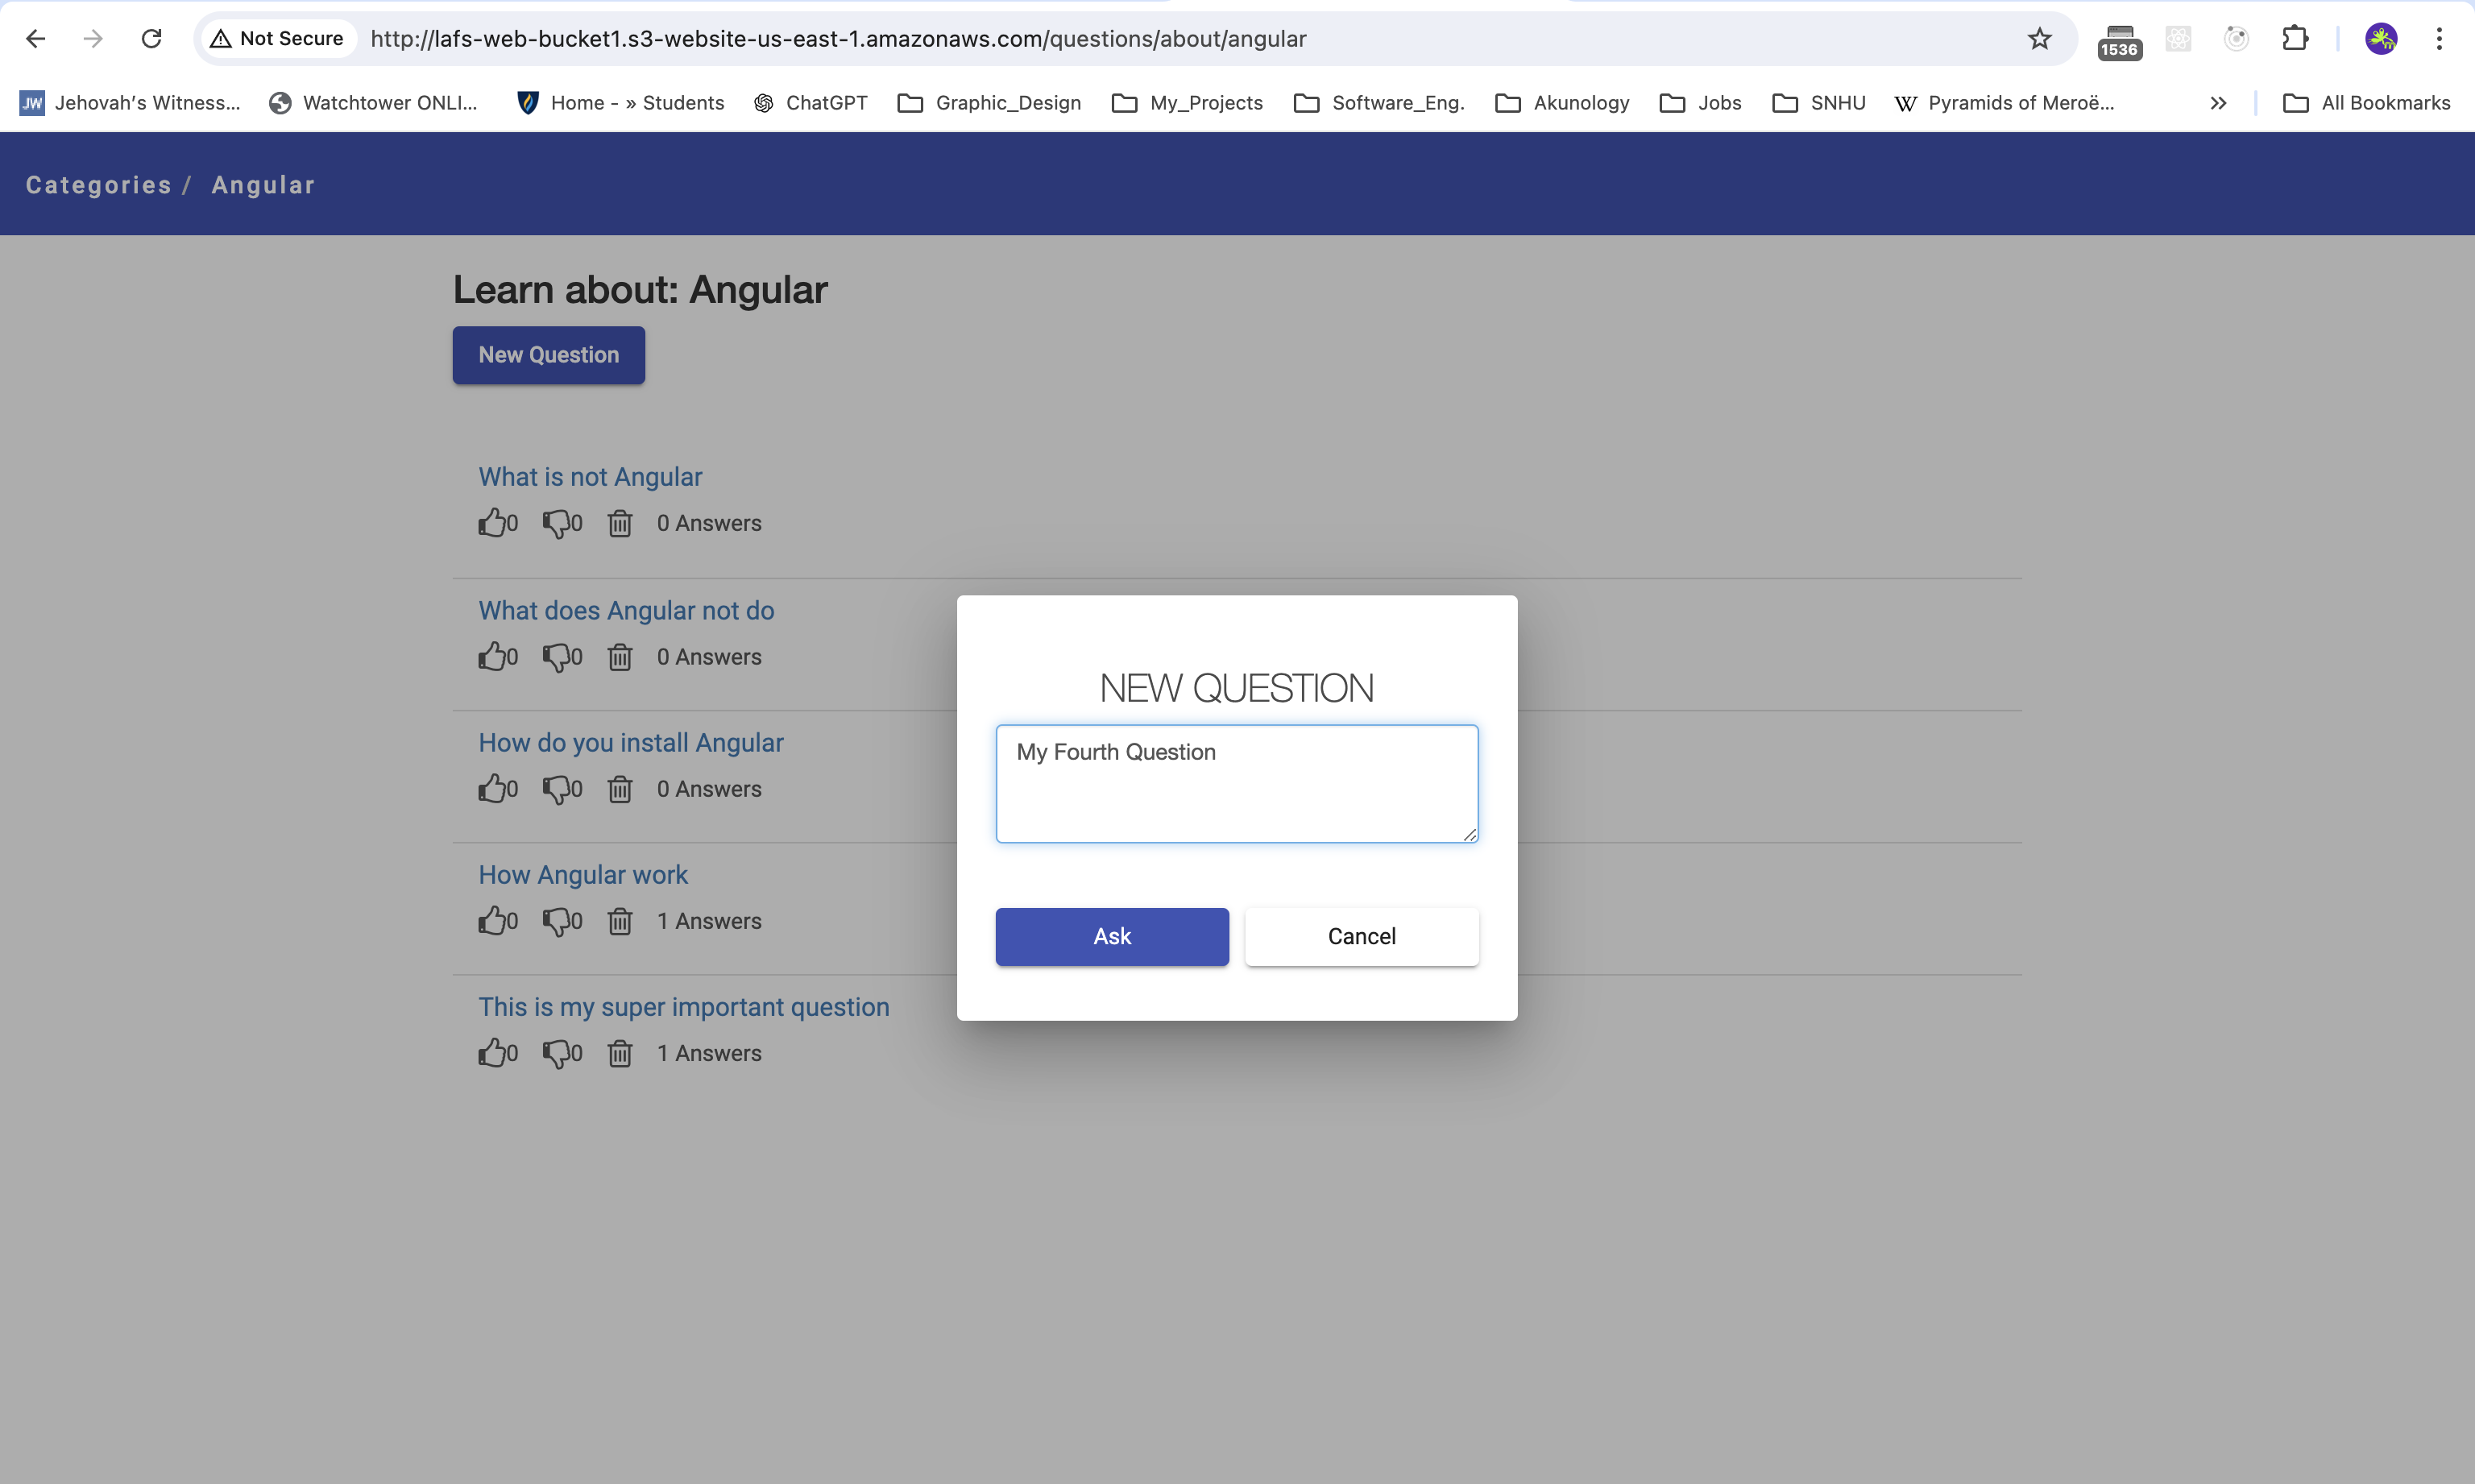 Not Secure http://lafs-web-bucket1.s3-website-us-east-1.amazonaws.com/questions/about/angular 1536
JW Jehovah's Witness... Watchtower ONLI... Home - » Students ChatGPT Graphic_Design My_Projects Software_Eng. Akunology Jobs SNHU W Pyramids of Meroë... » All Bookmarks
Categories / Angular
Learn about: Angular
New Question
What is not Angular
0 0 0 Answers
What does Angular not do
0 0 0 Answers
How do you install Angular
0 0 0 Answers
How Angular work
0 0 1 Answers
This is my super important question
0 0 1 Answers
NEW QUESTION
My Fourth Question
Ask Cancel